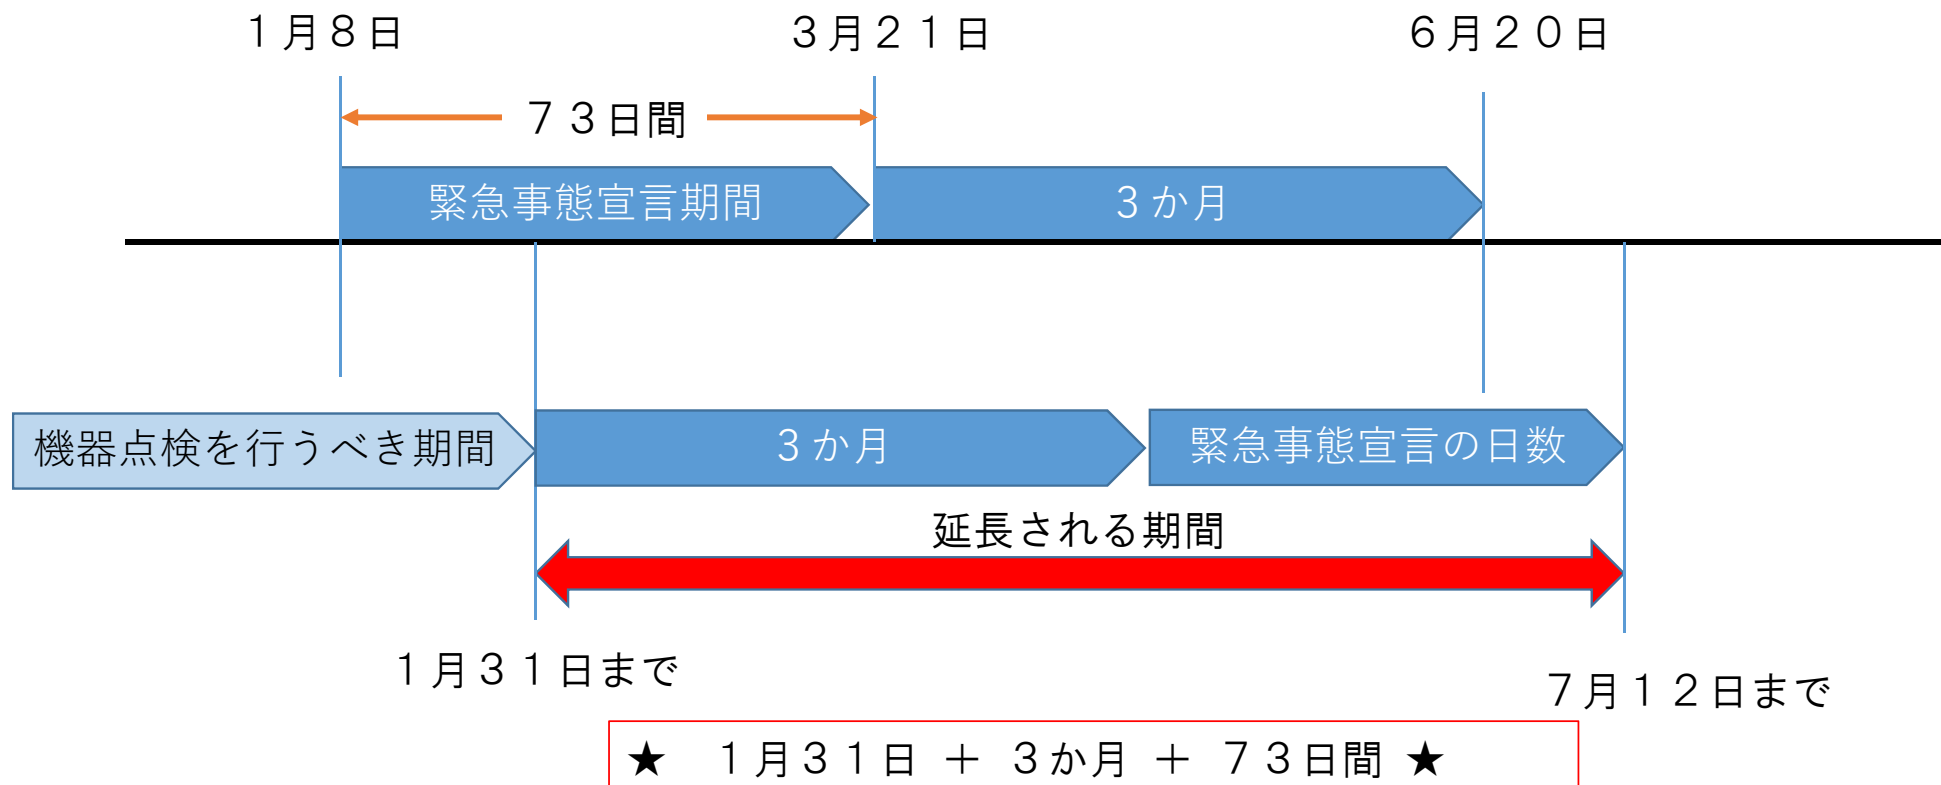 １月８日
３月２１日
６月２０日
７３日間
緊急事態宣言期間
３か月
機器点検を行うべき期間
３か月
緊急事態宣言の日数
延長される期間
１月３１日まで
７月１２日まで
★　１月３１日 ＋ ３か月 ＋ ７３日間 ★